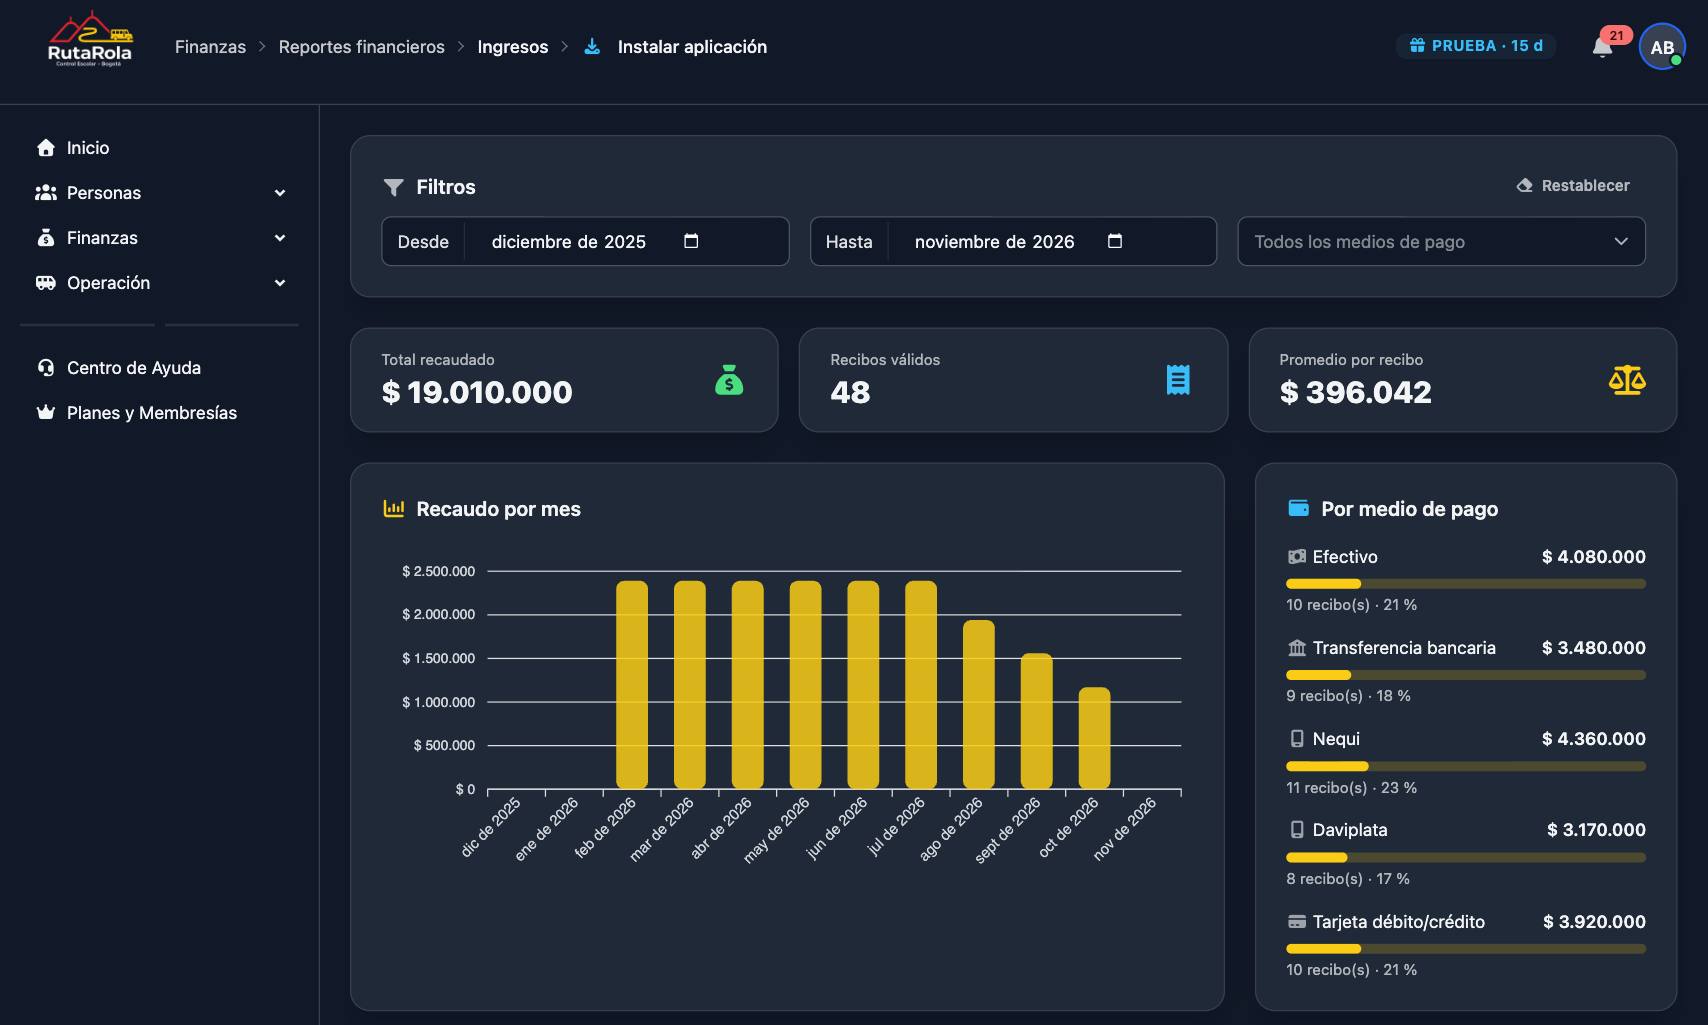 RutaRola
Control Escolar - Bogotá
Finanzas > Reportes financieros > Ingresos > Instalar aplicación
PRUEBA · 15 d
21
AB
Inicio
Personas
Finanzas
Operación
Centro de Ayuda
Planes y Membresías
Filtros
Restablecer
Desde diciembre de 2025
Hasta noviembre de 2026
Todos los medios de pago
Total recaudado
$ 19.010.000
Recibos válidos
48
Promedio por recibo
$ 396.042
Recaudo por mes
$ 2.500.000
$ 2.000.000
$ 1.500.000
$ 1.000.000
$ 500.000
$ 0
dic de 2025
ene de 2026
feb de 2026
mar de 2026
abr de 2026
may de 2026
jun de 2026
jul de 2026
ago de 2026
sept de 2026
oct de 2026
nov de 2026
Por medio de pago
Efectivo $ 4.080.000
10 recibo(s) · 21 %
Transferencia bancaria $ 3.480.000
9 recibo(s) · 18 %
Nequi $ 4.360.000
11 recibo(s) · 23 %
Daviplata $ 3.170.000
8 recibo(s) · 17 %
Tarjeta débito/crédito $ 3.920.000
10 recibo(s) · 21 %